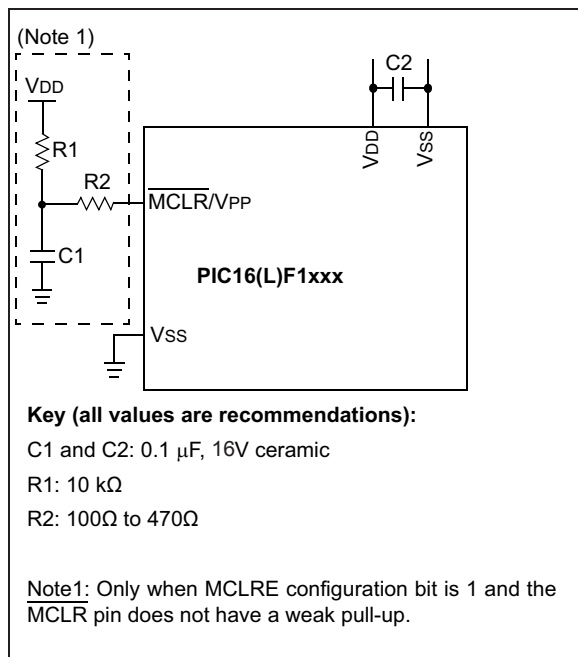 (Note 1)
VDD
R1
R2
C1
C2
VDD
VSS
MCLR/VPP
PIC16(L)F1xxx
VSS
Key (all values are recommendations):
C1 and C2: 0.1 μF, 16V ceramic
R1: 10 kΩ
R2: 100Ω to 470Ω
Note1: Only when MCLRE configuration bit is 1 and the
MCLR pin does not have a weak pull-up.